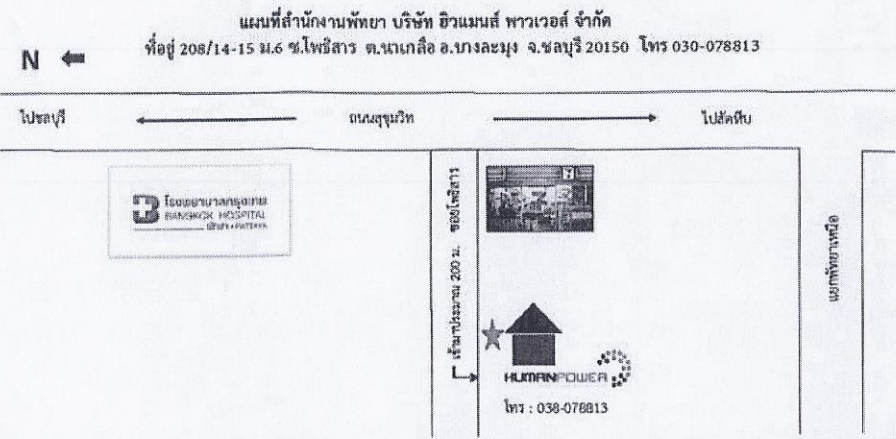 แผนที่สำนักงานพัทยา บริษัท ฮิวแมนส์ พาวเวอส์ จำกัด
ที่อยู่ 208/14-15 ม.6 ซ.โพธิสาร ต.นาเกลือ อ.บางละมุง จ.ชลบุรี 20150 โทร 030-078813
N
ไปชลบุรี ถนนสุขุมวิท ไปสัตหีบ
โรงพยาบาลกรุงเทพ
BANGKOK HOSPITAL
เข้ามาประมาณ 200 ม. ซอยโพธิสาร
7
แยกพัทยาเหนือ
HUMANPOWER
โทร : 038-078813